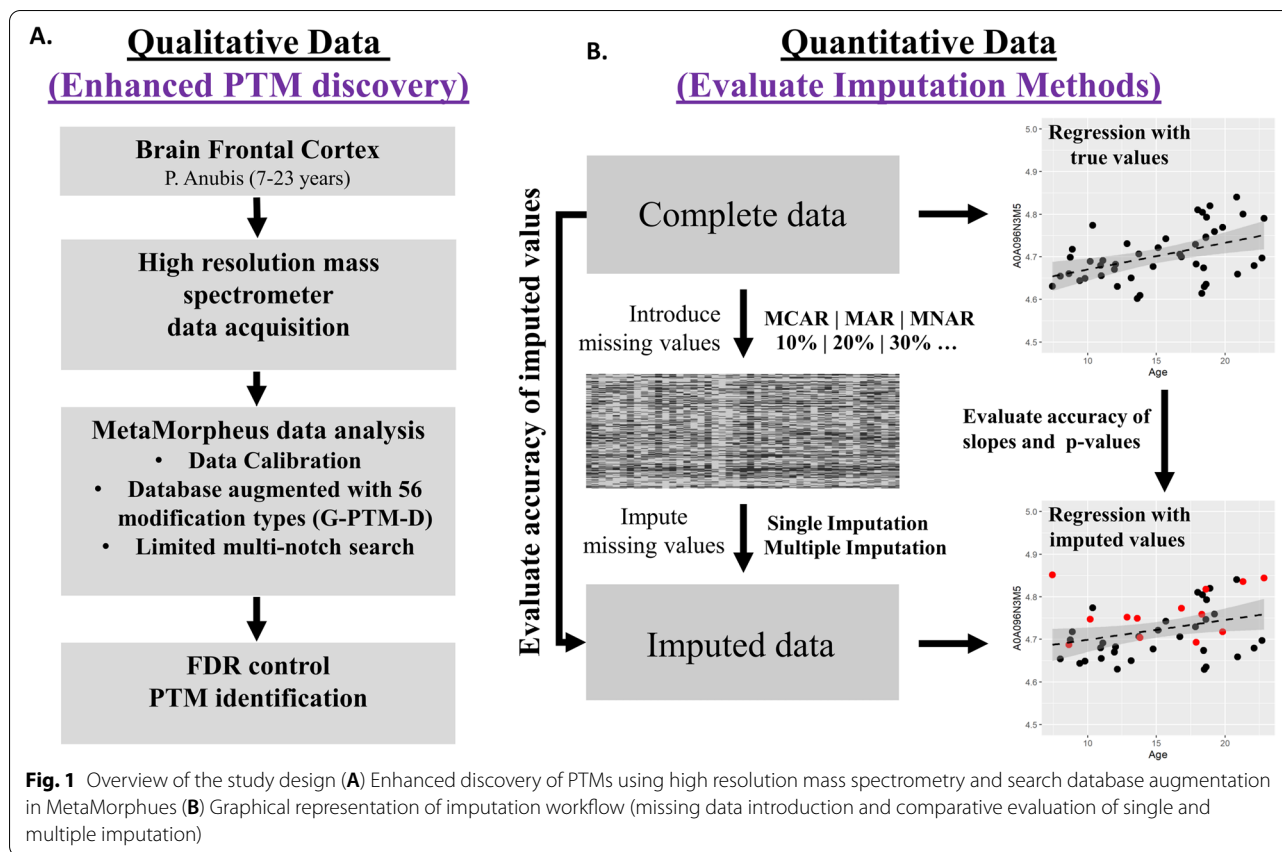 A.
Qualitative Data
(Enhanced PTM discovery)
Brain Frontal Cortex
P. Anubis (7-23 years)
High resolution mass
spectrometer
data acquisition
MetaMorpheus data analysis
• Data Calibration
• Database augmented with 56
modification types (G-PTM-D)
• Limited multi-notch search
FDR control
PTM identification
B.
Quantitative Data
(Evaluate Imputation Methods)
Evaluate accuracy of imputed values
Complete data
Introduce
missing values
MCAR | MAR | MNAR
10% | 20% | 30% ...
Impute
missing values
Single Imputation
Multiple Imputation
Imputed data
Regression with
true values
5.0
4.9
4.8
4.7
4.6
4.5
A0A096N3M5
10
15
20
Age
Evaluate accuracy of
slopes and p-values
Regression with
imputed values
5.0
4.9
4.8
4.7
4.6
4.5
A0A096N3M5
10
15
20
Age
Fig. 1 Overview of the study design (A) Enhanced discovery of PTMs using high resolution mass spectrometry and search database augmentation
in MetaMorphues (B) Graphical representation of imputation workflow (missing data introduction and comparative evaluation of single and
multiple imputation)